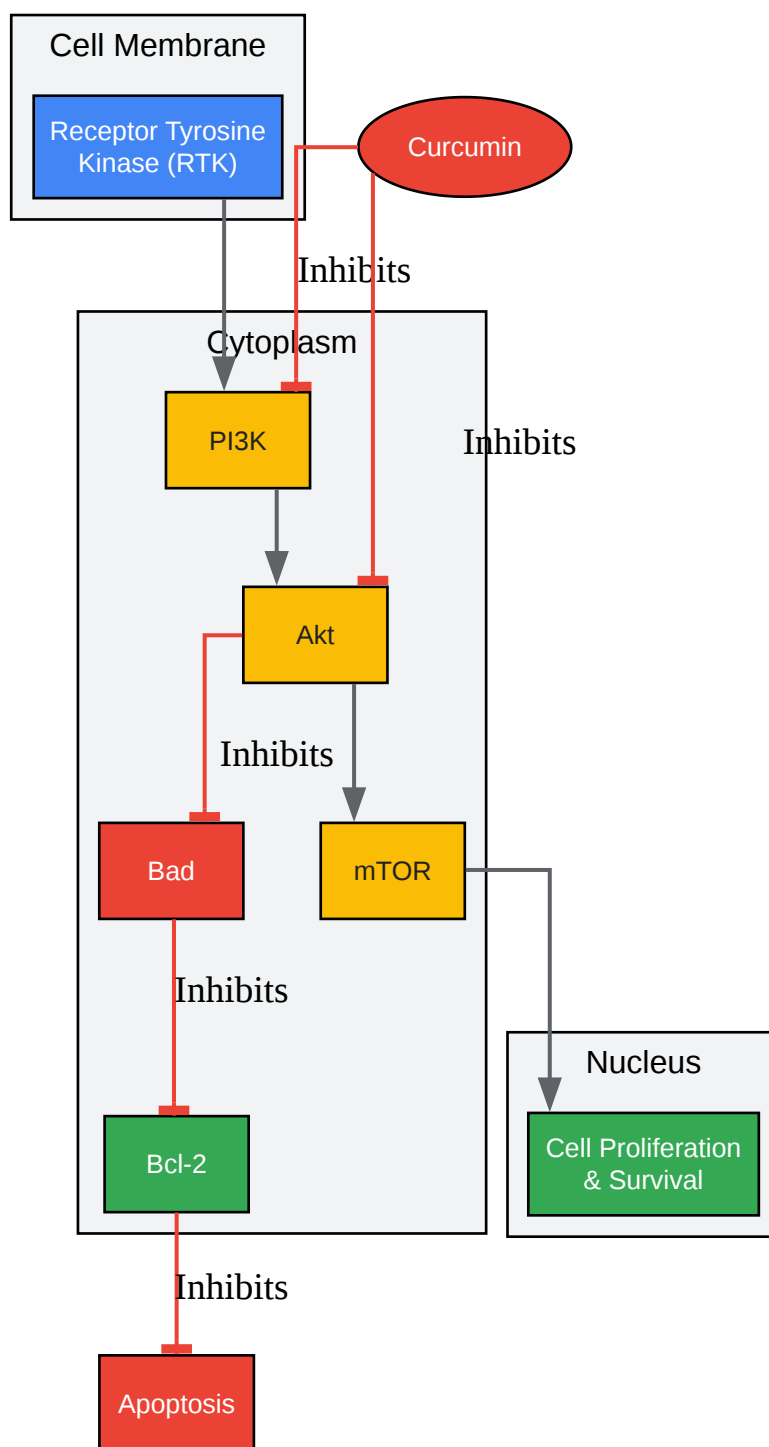 Cell Membrane
Receptor Tyrosine
Kinase (RTK)
Curcumin
Inhibits
Cytoplasm
PI3K
Inhibits
Akt
Inhibits
Bad
mTOR
Inhibits
Nucleus
Bcl-2
Cell Proliferation
& Survival
Inhibits
Apoptosis